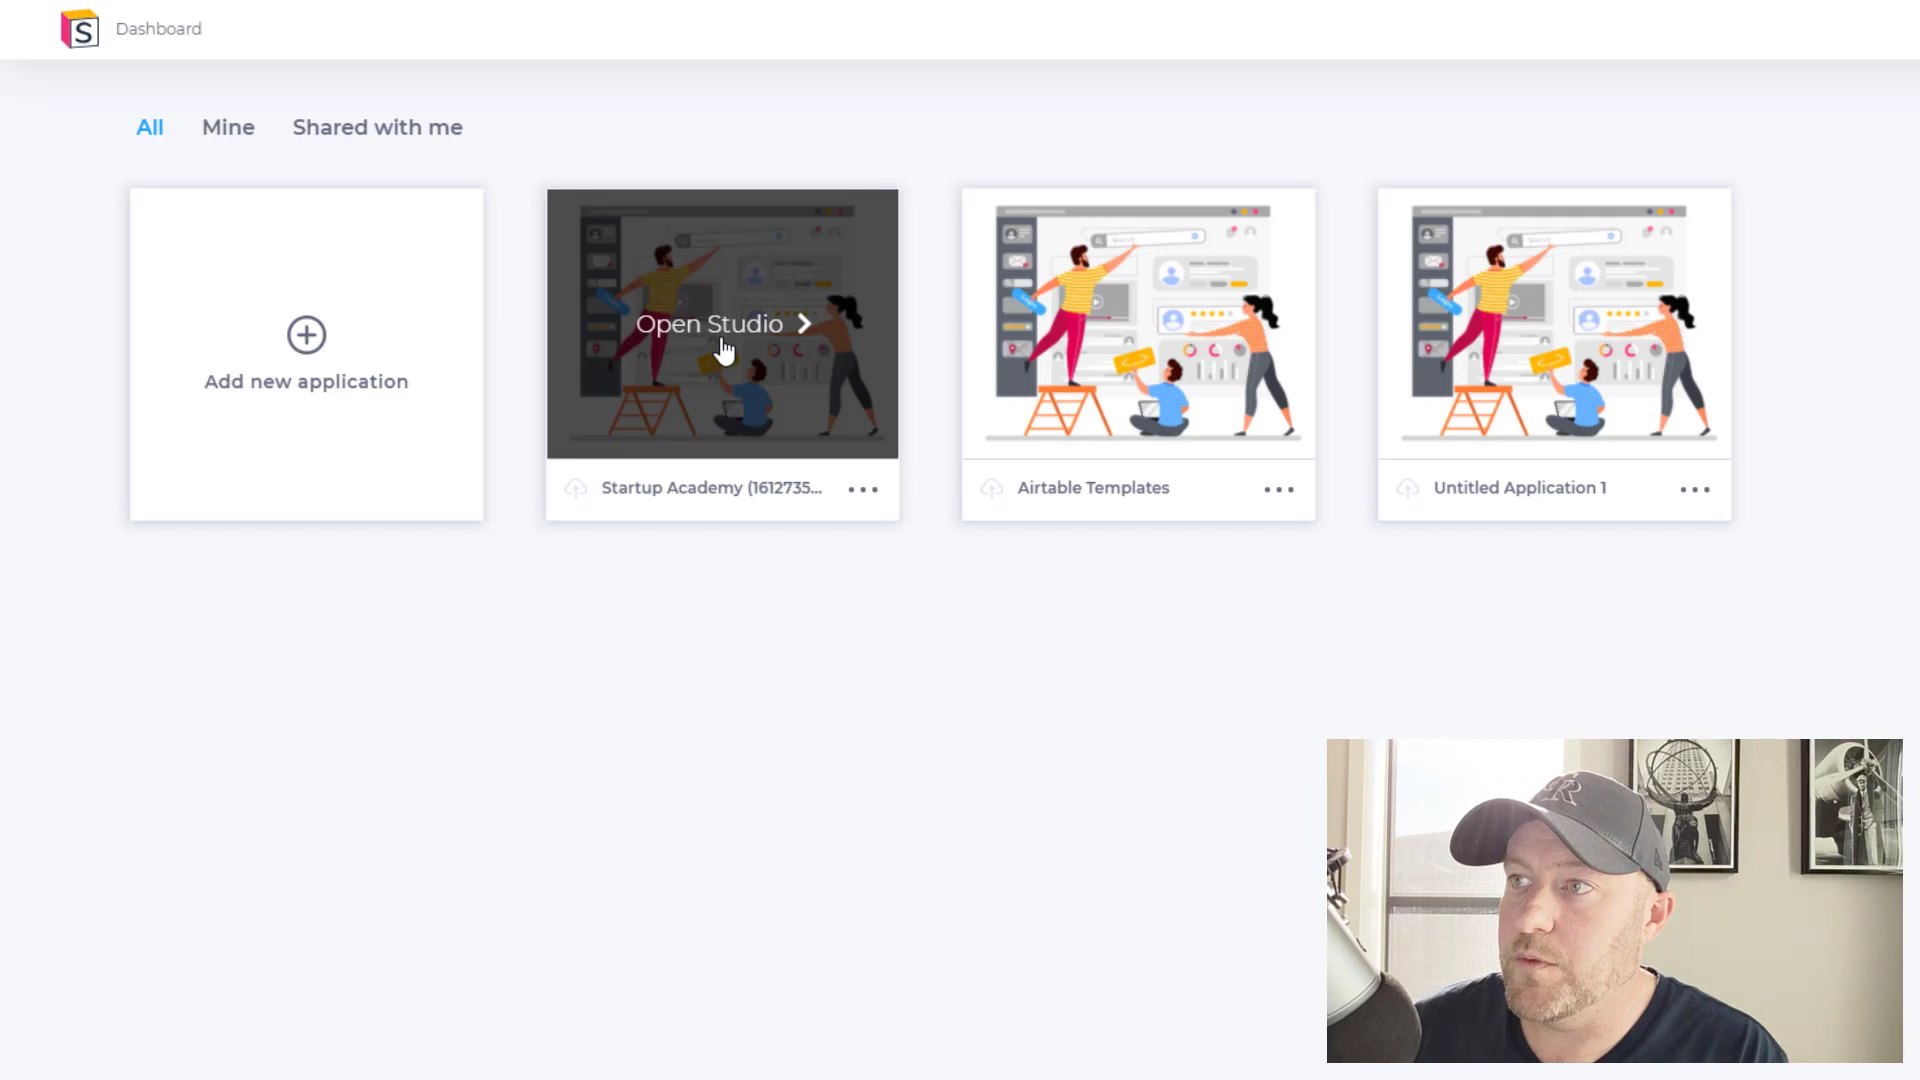 S Dashboard
All Mine Shared with me
Add new application
Open Studio
Startup Academy (1612735...
Airtable Templates
Untitled Application 1